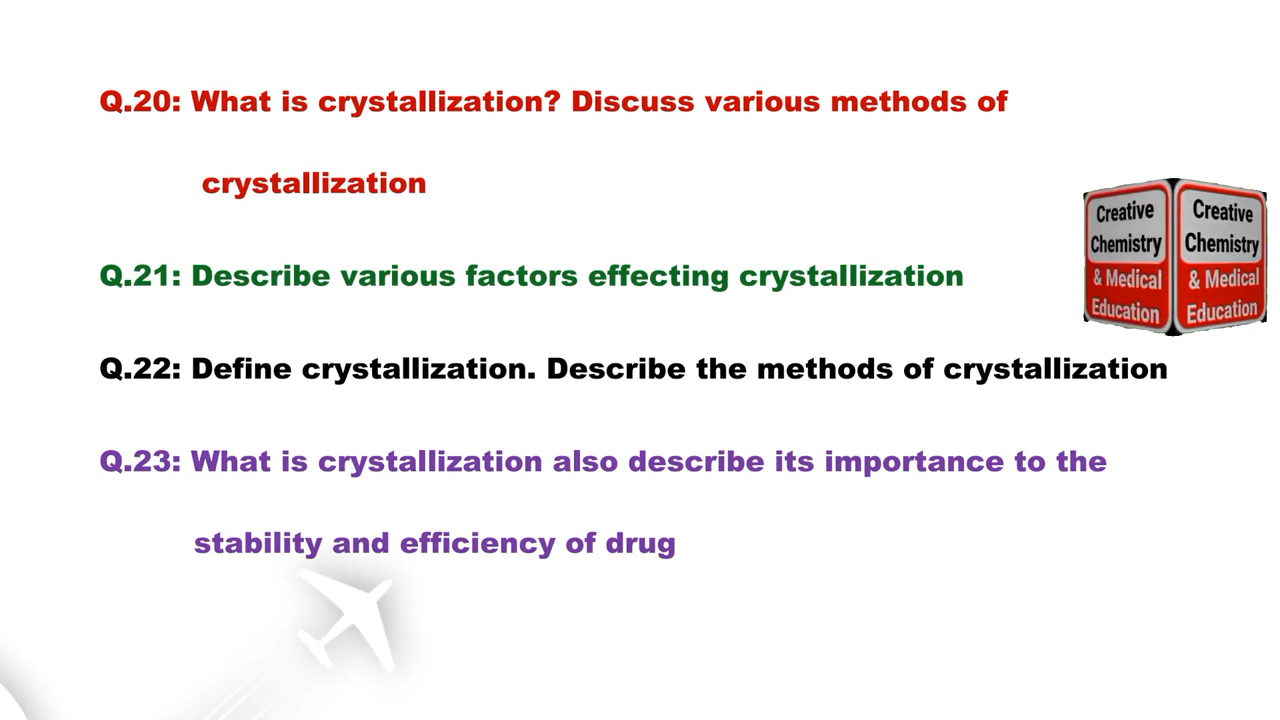 Q.20: What is crystallization? Discuss various methods of
crystallization
Q.21: Describe various factors effecting crystallization
Q.22: Define crystallization. Describe the methods of crystallization
Q.23: What is crystallization also describe its importance to the
stability and efficiency of drug
Creative
Chemistry
& Medical
Education
Creative
Chemistry
& Medical
Education